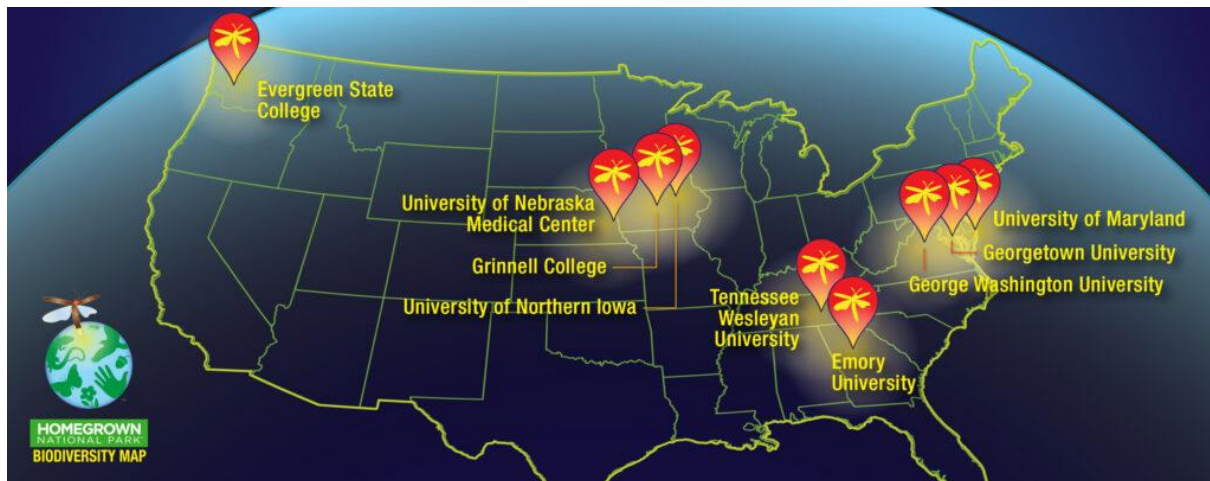 Evergreen State
College
University of Nebraska
Medical Center
Grinnell College
University of Northern Iowa
Tennessee
Wesleyan
University
Emory
University
University of Maryland
Georgetown University
George Washington University
HOMEGROWN
NATIONAL PARK
BIODIVERSITY MAP